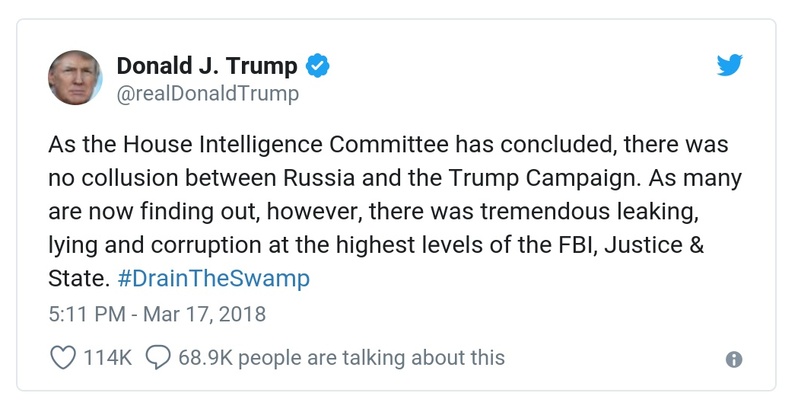 Donald J. Trump
@realDonaldTrump
As the House Intelligence Committee has concluded, there was
no collusion between Russia and the Trump Campaign. As many
are now finding out, however, there was tremendous leaking,
lying and corruption at the highest levels of the FBI, Justice &
State. #DrainTheSwamp
5:11 PM - Mar 17, 2018
114K 68.9K people are talking about this